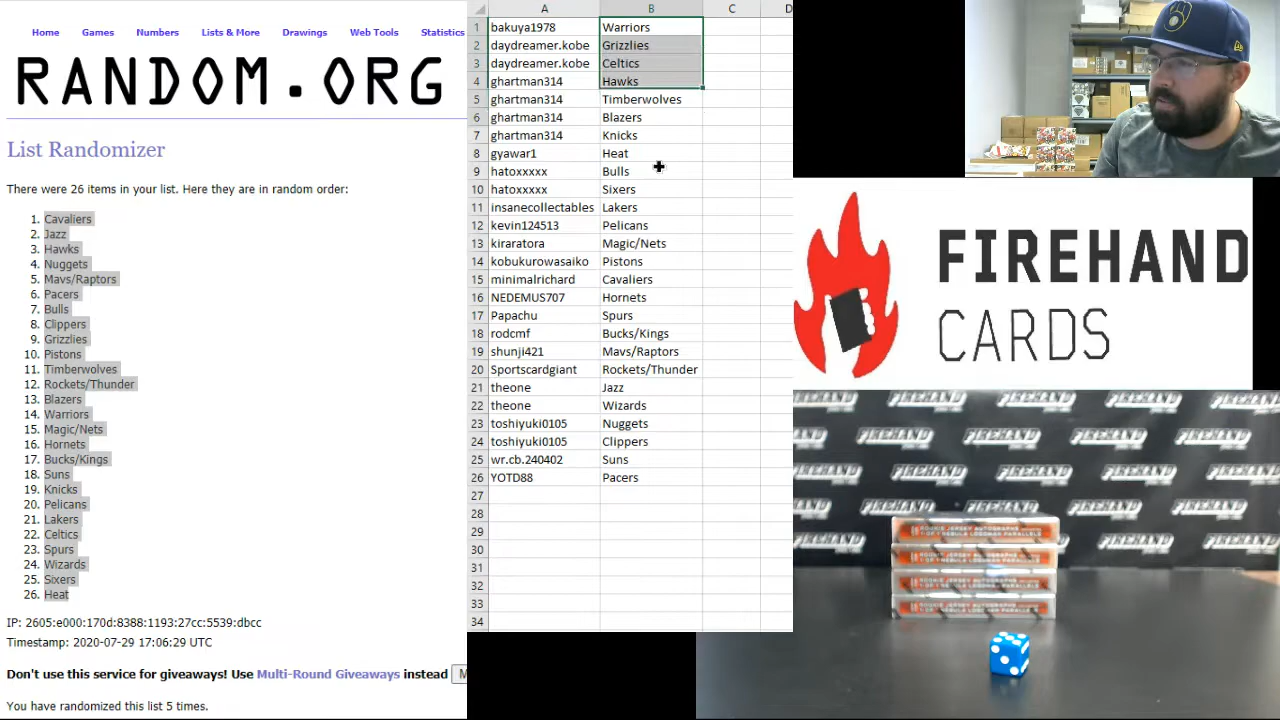 Home Games Numbers Lists & More Drawings Web Tools Statistics
RANDOM.ORG
List Randomizer
There were 26 items in your list. Here they are in random order:
1. Cavaliers
2. Jazz
3. Hawks
4. Nuggets
5. Mavs/Raptors
6. Pacers
7. Bulls
8. Clippers
9. Grizzlies
10. Pistons
11. Timberwolves
12. Rockets/Thunder
13. Blazers
14. Warriors
15. Magic/Nets
16. Hornets
17. Bucks/Kings
18. Suns
19. Knicks
20. Pelicans
21. Lakers
22. Celtics
23. Spurs
24. Wizards
25. Sixers
26. Heat
IP: 2605:e000:170d:8388:1193:27cc:5539:dbcc
Timestamp: 2020-07-29 17:06:29 UTC
Don't use this service for giveaways! Use Multi-Round Giveaways instead M
You have randomized this list 5 times.
A B C D
1 bakuya1978 Warriors
2 daydreamer.kobe Grizzlies
3 daydreamer.kobe Celtics
4 ghartman314 Hawks
5 ghartman314 Timberwolves
6 ghartman314 Blazers
7 ghartman314 Knicks
8 gyawar1 Heat
9 hatoxxxxx Bulls
10 hatoxxxxx Sixers
11 insanecollectables Lakers
12 kevin124513 Pelicans
13 kiraratora Magic/Nets
14 kobukurowasaiko Pistons
15 minimalrichard Cavaliers
16 NEDEMUS707 Hornets
17 Papachu Spurs
18 rodcmf Bucks/Kings
19 shunji421 Mavs/Raptors
20 Sportscardgiant Rockets/Thunder
21 theone Jazz
22 theone Wizards
23 toshiyuki0105 Nuggets
24 toshiyuki0105 Clippers
25 wr.cb.240402 Suns
26 YOTD88 Pacers
27
28
29
30
31
32
33
34
FIREHAND
CARDS